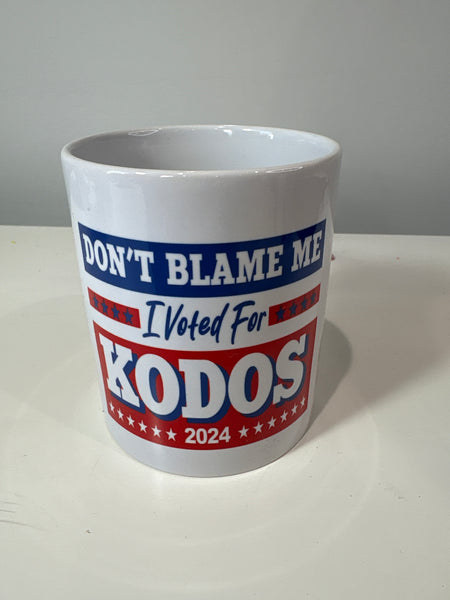 DON'T BLAME ME
I Voted For
KODOS
2024